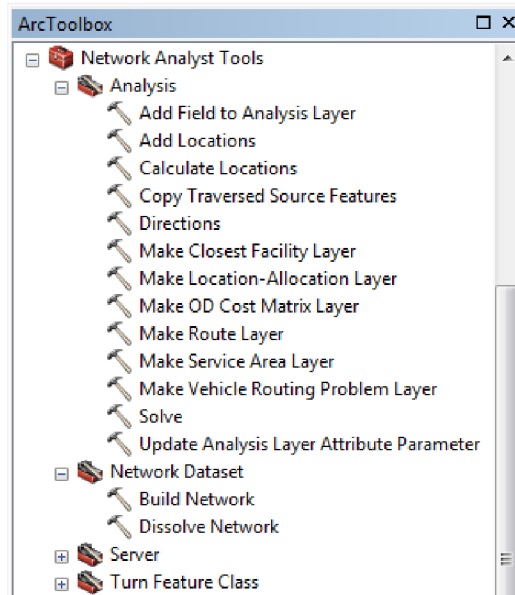 ArcToolbox
Network Analyst Tools
Analysis
Add Field to Analysis Layer
Add Locations
Calculate Locations
Copy Traversed Source Features
Directions
Make Closest Facility Layer
Make Location-Allocation Layer
Make OD Cost Matrix Layer
Make Route Layer
Make Service Area Layer
Make Vehicle Routing Problem Layer
Solve
Update Analysis Layer Attribute Parameter
Network Dataset
Build Network
Dissolve Network
Server
Turn Feature Class